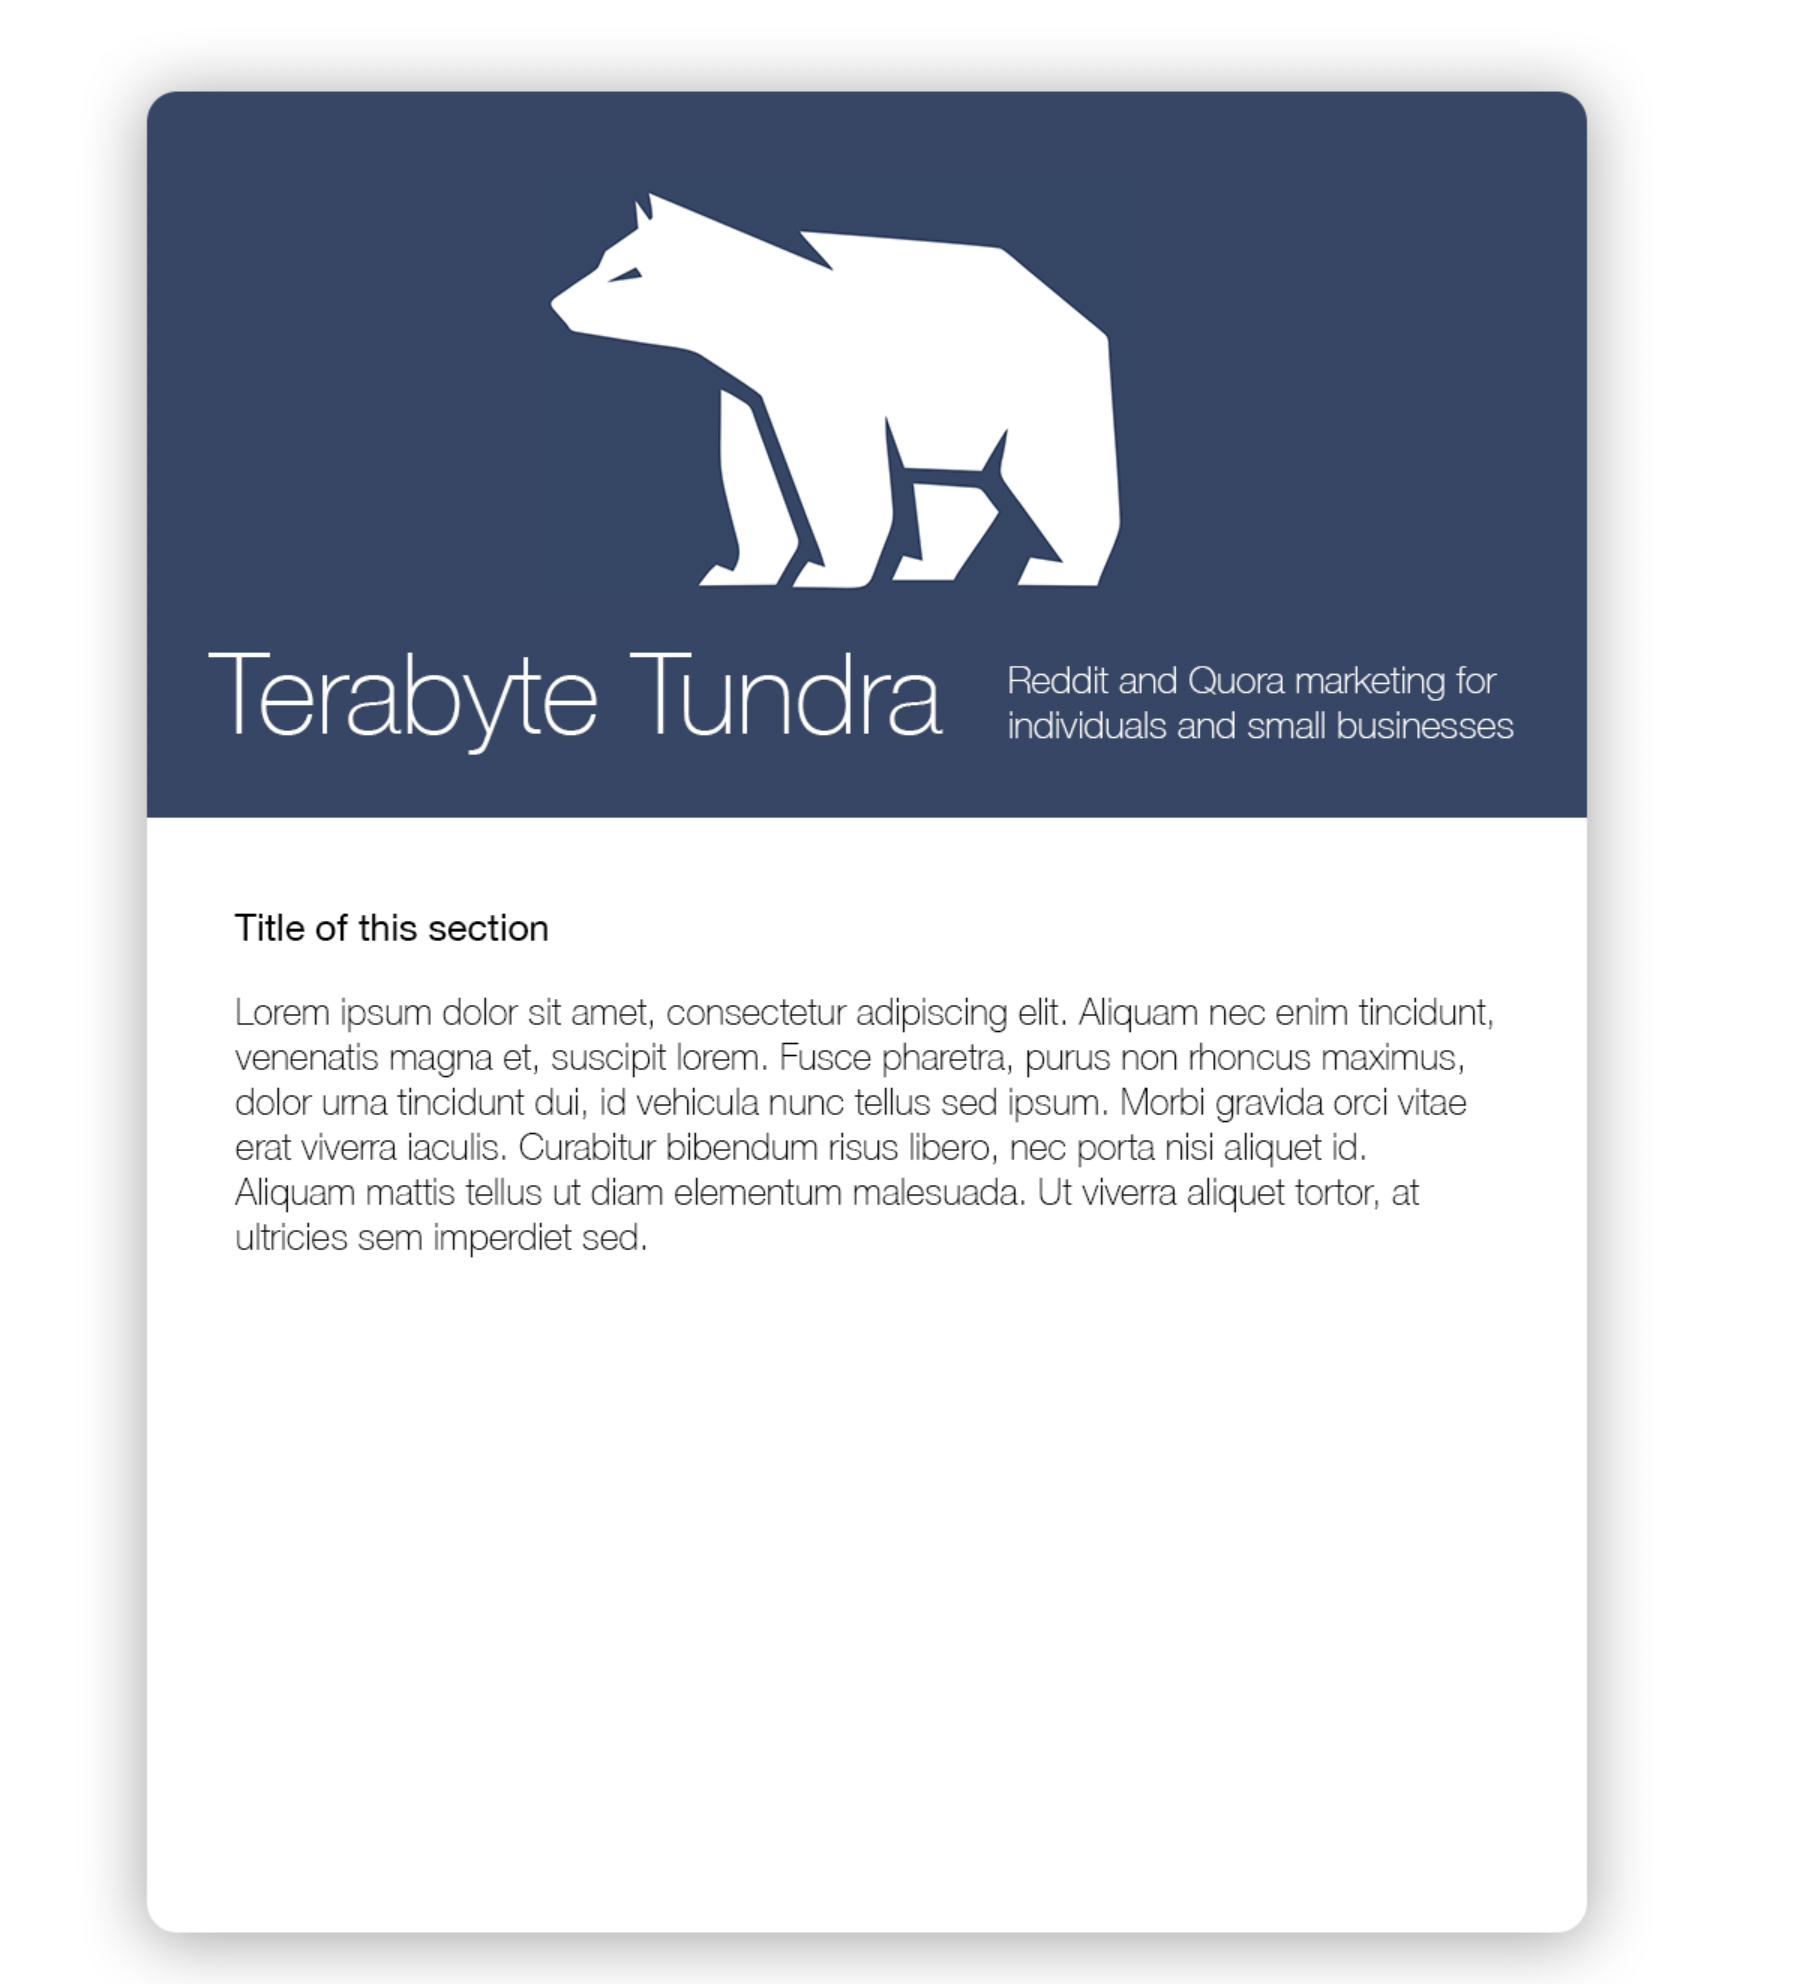 Terabyte Tundra
Reddit and Quora marketing for
individuals and small businesses
Title of this section
Lorem ipsum dolor sit amet, consectetur adipiscing elit. Aliquam nec enim tincidunt,
venenatis magna et, suscipit lorem. Fusce pharetra, purus non rhoncus maximus,
dolor urna tincidunt dui, id vehicula nunc tellus sed ipsum. Morbi gravida orci vitae
erat viverra iaculis. Curabitur bibendum risus libero, nec porta nisi aliquet id.
Aliquam mattis tellus ut diam elementum malesuada. Ut viverra aliquet tortor, at
ultricies sem imperdiet sed.